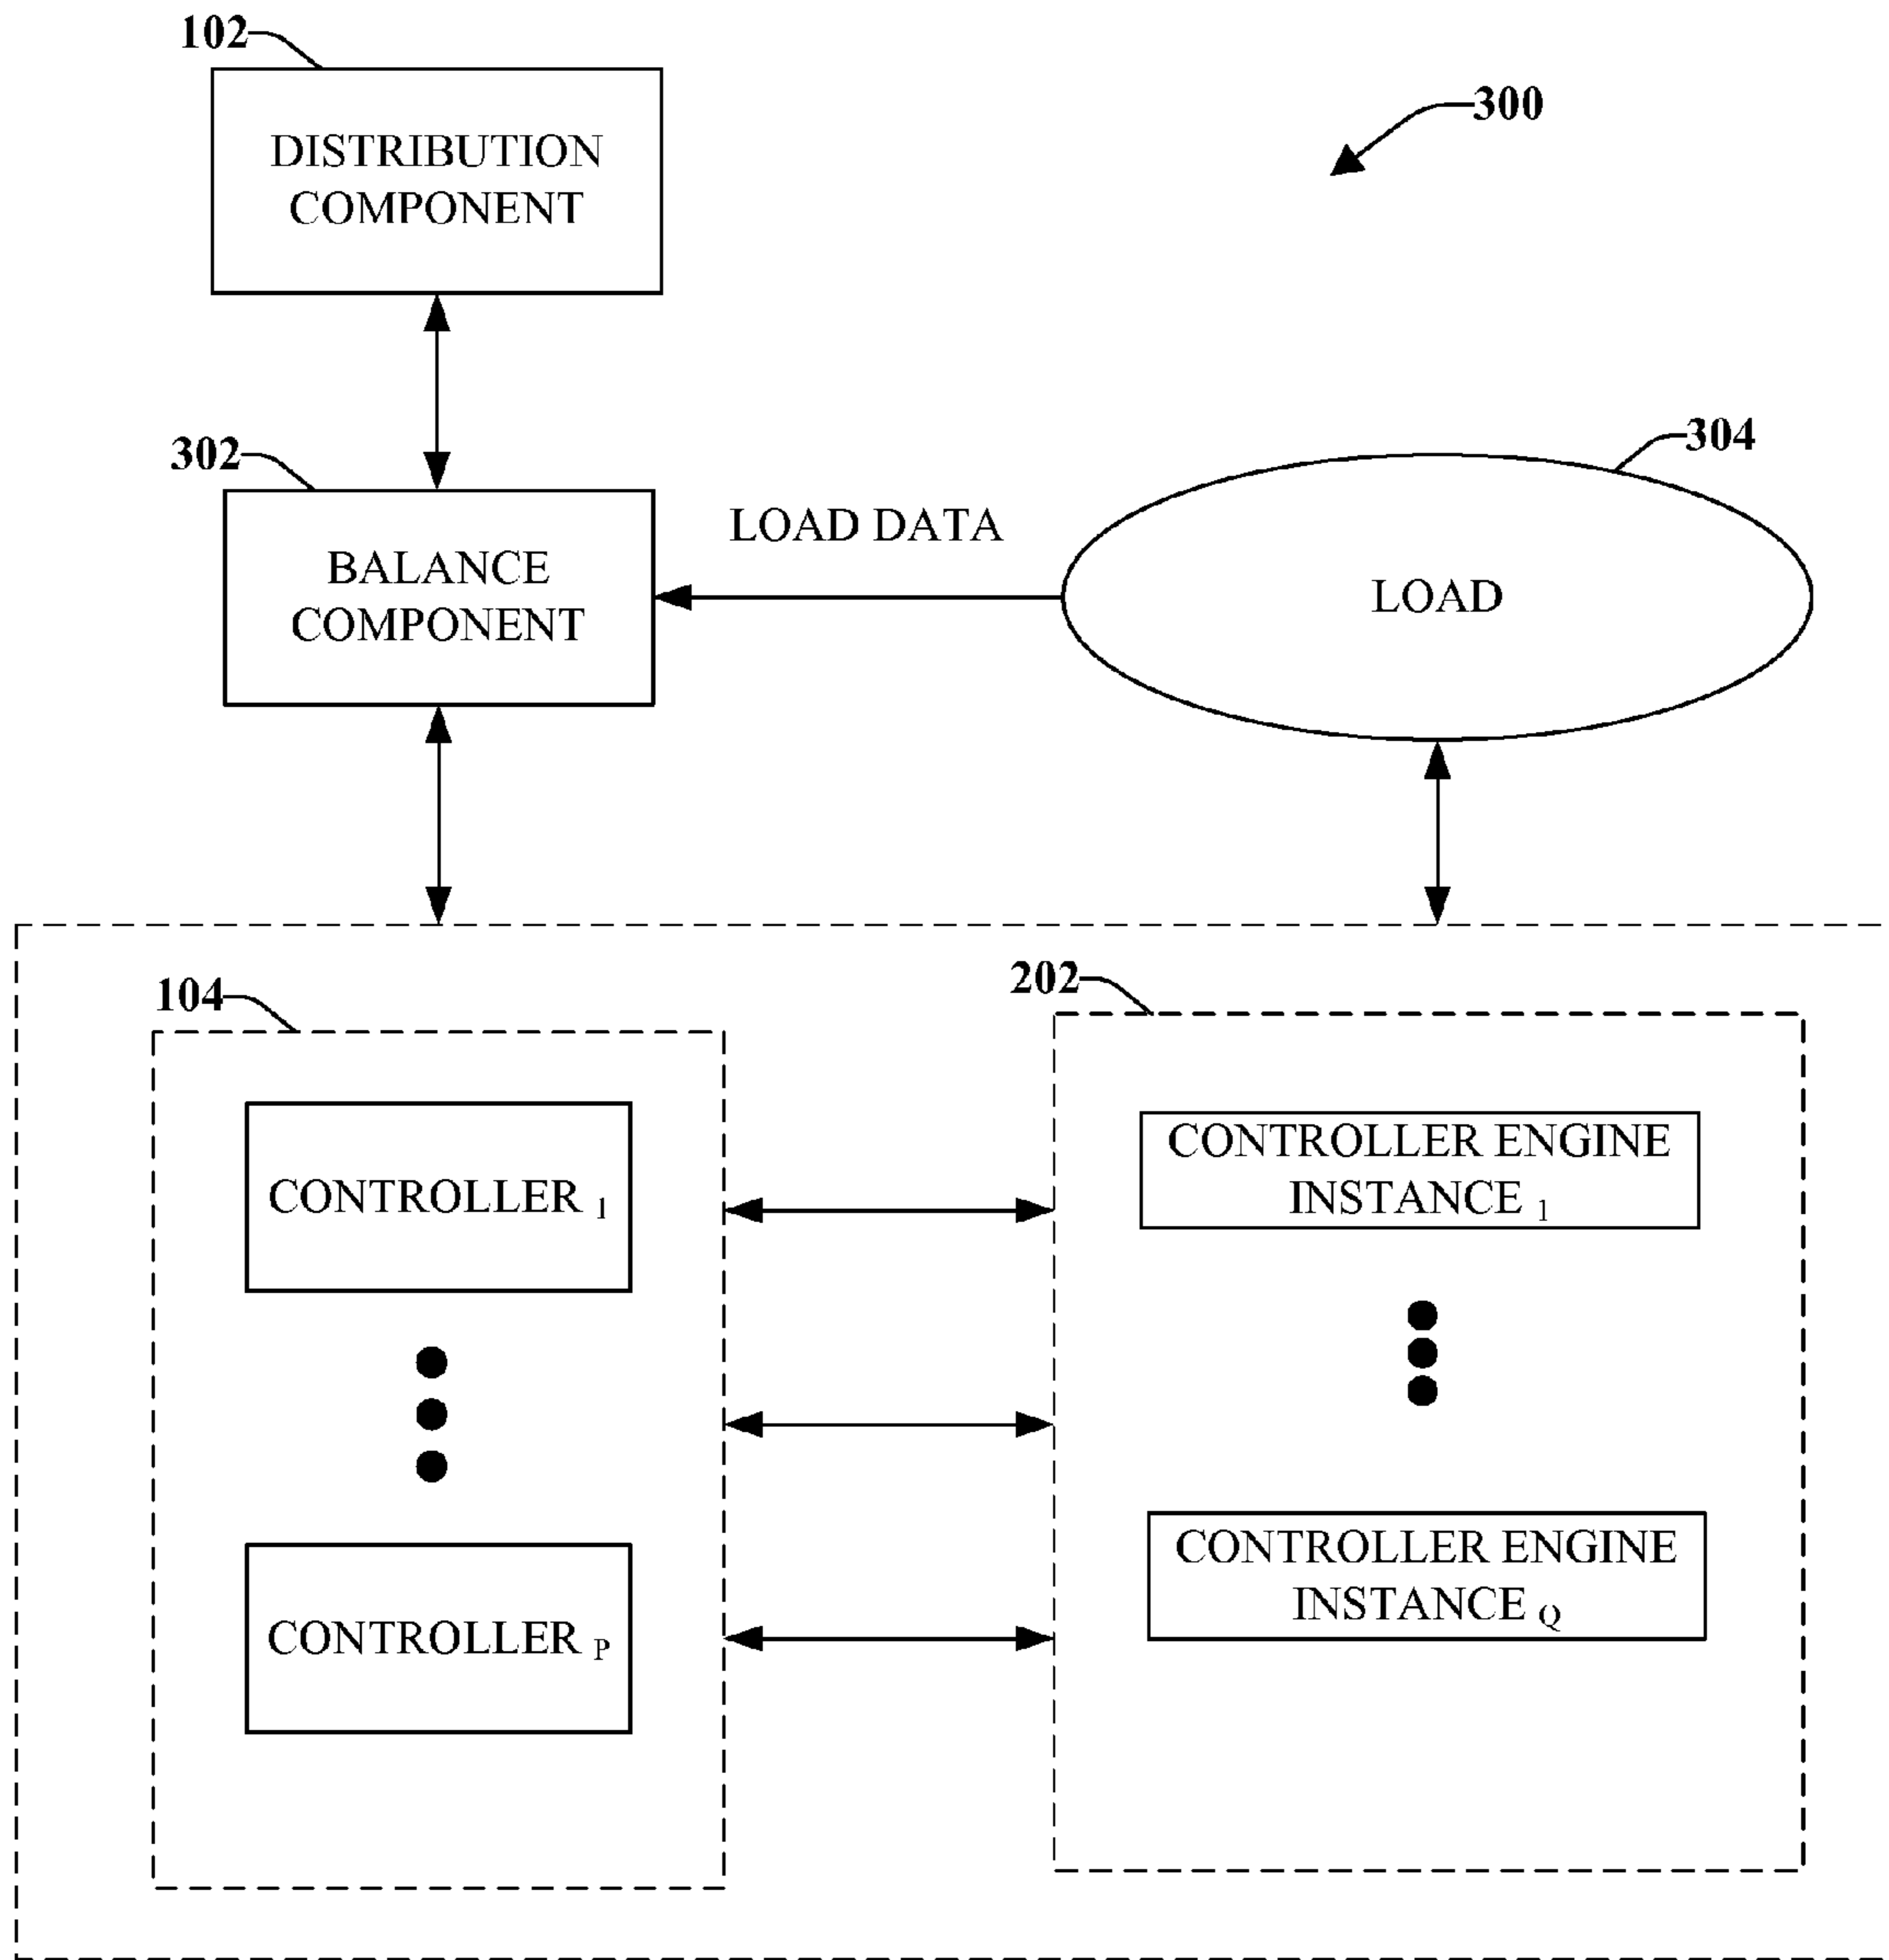 102
300
DISTRIBUTION
COMPONENT
302
304
LOAD DATA
BALANCE
COMPONENT
LOAD
104
202
CONTROLLER 1
CONTROLLER ENGINE
INSTANCE 1
CONTROLLER P
CONTROLLER ENGINE
INSTANCE Q